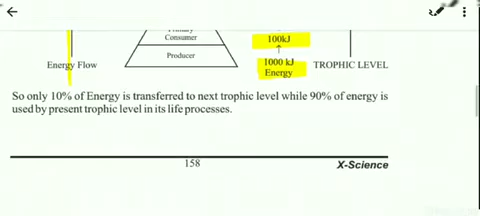 Primary
Consumer
100kJ
↑
Producer
Energy Flow
1000 kJ
Energy
TROPHIC LEVEL
So only 10% of Energy is transferred to next trophic level while 90% of energy is
used by present trophic level in its life processes.
158
X-Science